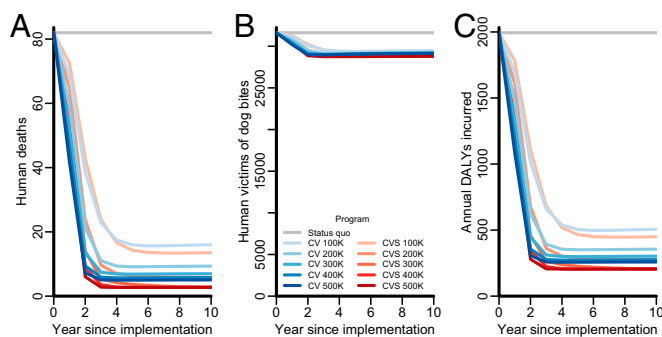 A
B
C
Human deaths
0
20
40
60
80
0
2
4
6
8
10
Year since implementation
Human victims of dog bites
0
5000
15000
25000
0
2
4
6
8
10
Year since implementation
Program
Status quo
CV 100K
CV 200K
CV 300K
CV 400K
CV 500K
CVS 100K
CVS 200K
CVS 300K
CVS 400K
CVS 500K
Annual DALYs incurred
0
500
1000
1500
2000
0
2
4
6
8
10
Year since implementation